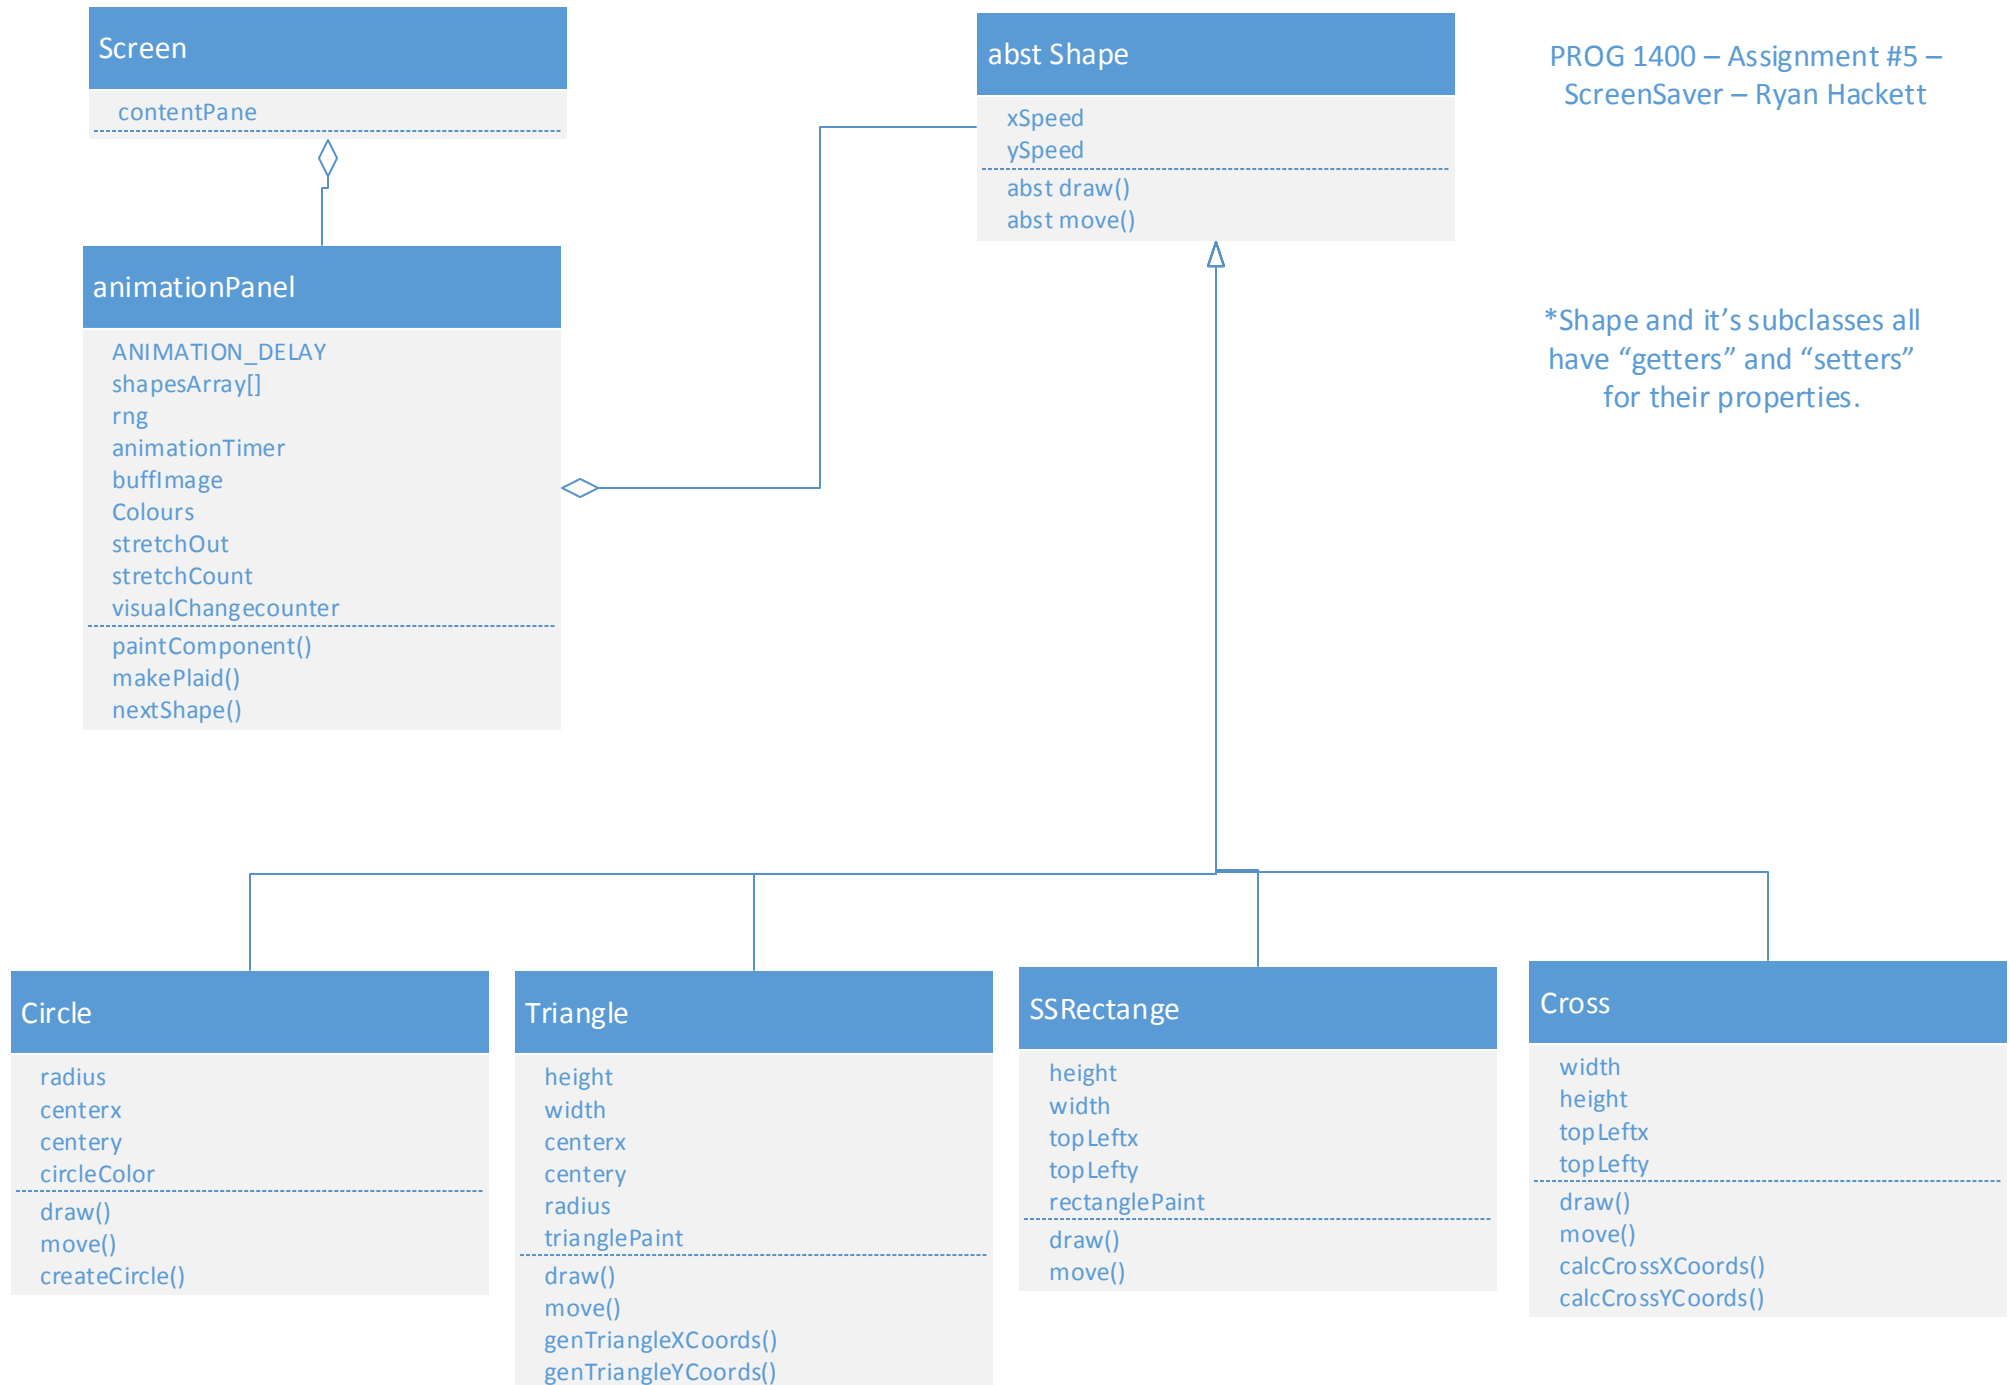 Screen
contentPane
abst Shape
xSpeed
ySpeed
abst draw()
abst move()
PROG 1400 – Assignment #5 –
ScreenSaver – Ryan Hackett
animationPanel
ANIMATION_DELAY
shapesArray[]
rng
animationTimer
buffImage
Colours
stretchOut
stretchCount
visualChangecounter
paintComponent()
makePlaid()
nextShape()
*Shape and it’s subclasses all
have “getters” and “setters”
for their properties.
Circle
radius
centerx
centery
circleColor
draw()
move()
createCircle()
Triangle
height
width
centerx
centery
radius
trianglePaint
draw()
move()
genTriangleXCoords()
genTriangleYCoords()
SSRectange
height
width
topLeftx
topLefty
rectanglePaint
draw()
move()
Cross
width
height
topLeftx
topLefty
draw()
move()
calcCrossXCoords()
calcCrossYCoords()